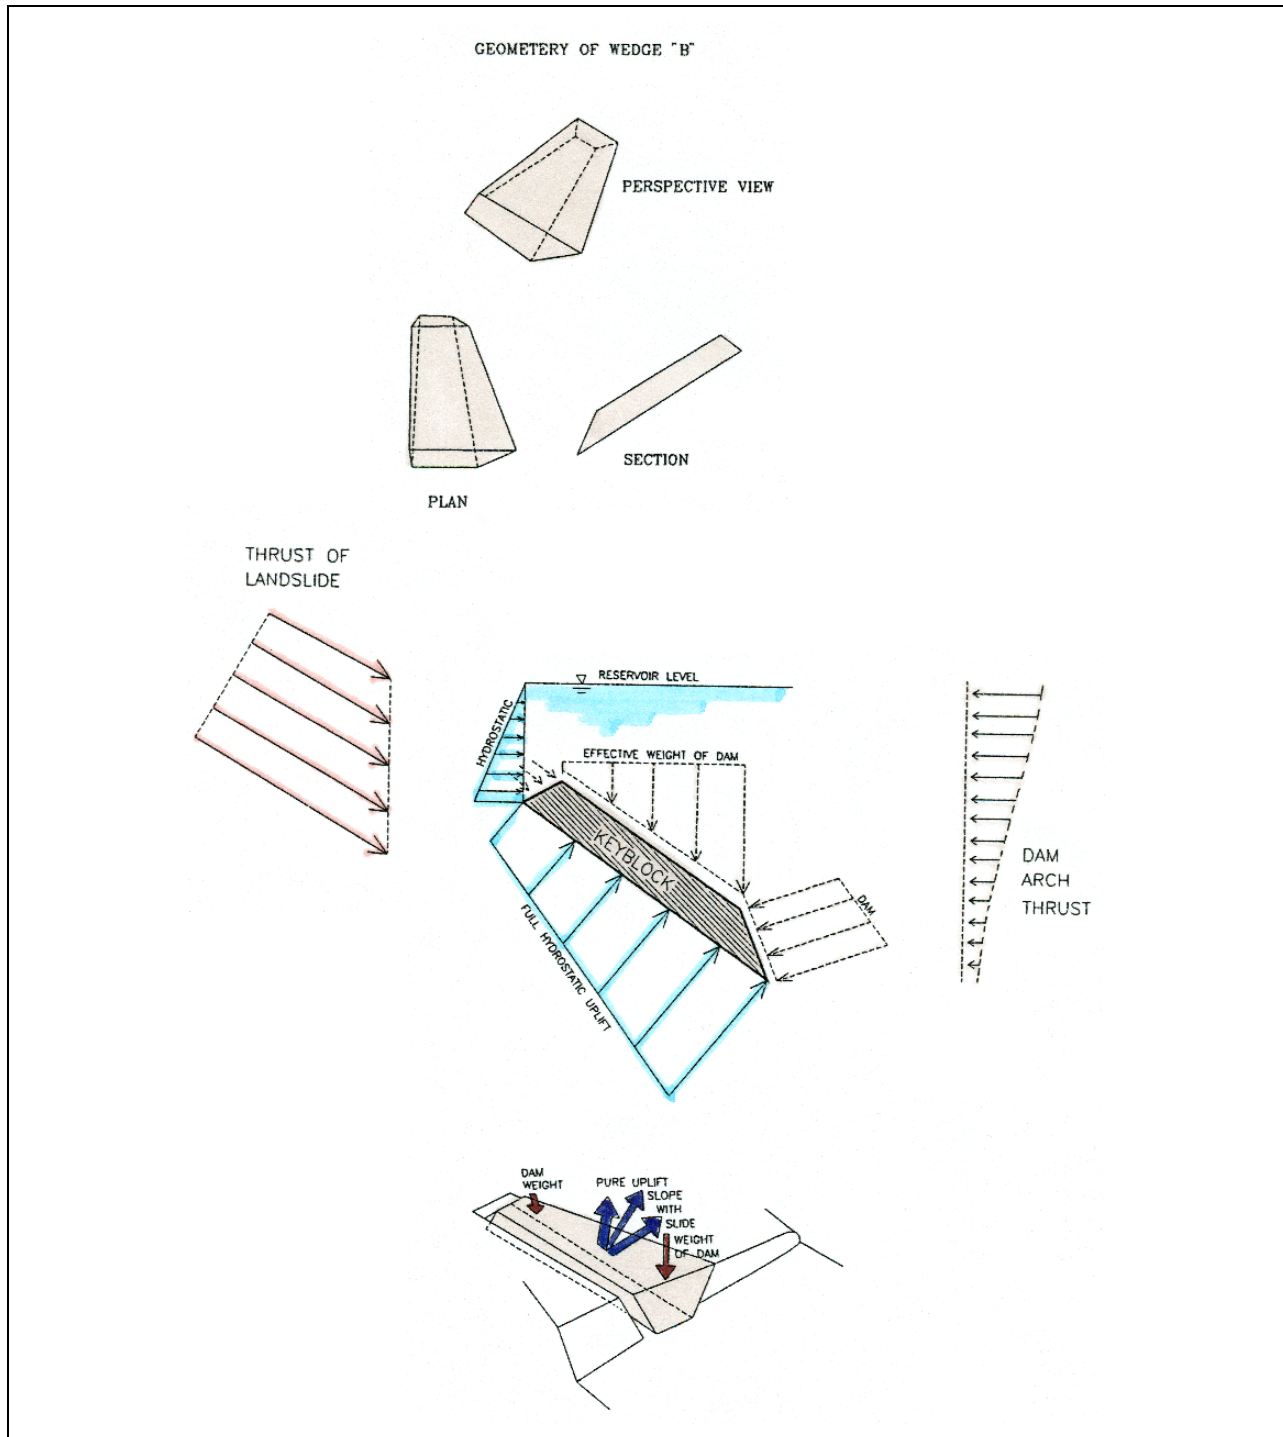 GEOMETERY OF WEDGE "B"
PERSPECTIVE VIEW
SECTION
PLAN
THRUST OF
LANDSLIDE
RESERVOIR LEVEL
HYDROSTATIC
EFFECTIVE WEIGHT OF DAM
KEYBLOCK
DAM
FULL HYDROSTATIC UPLIFT
DAM
ARCH
THRUST
DAM
WEIGHT
PURE UPLIFT
SLOPE
WITH
SLIDE
WEIGHT
OF DAM